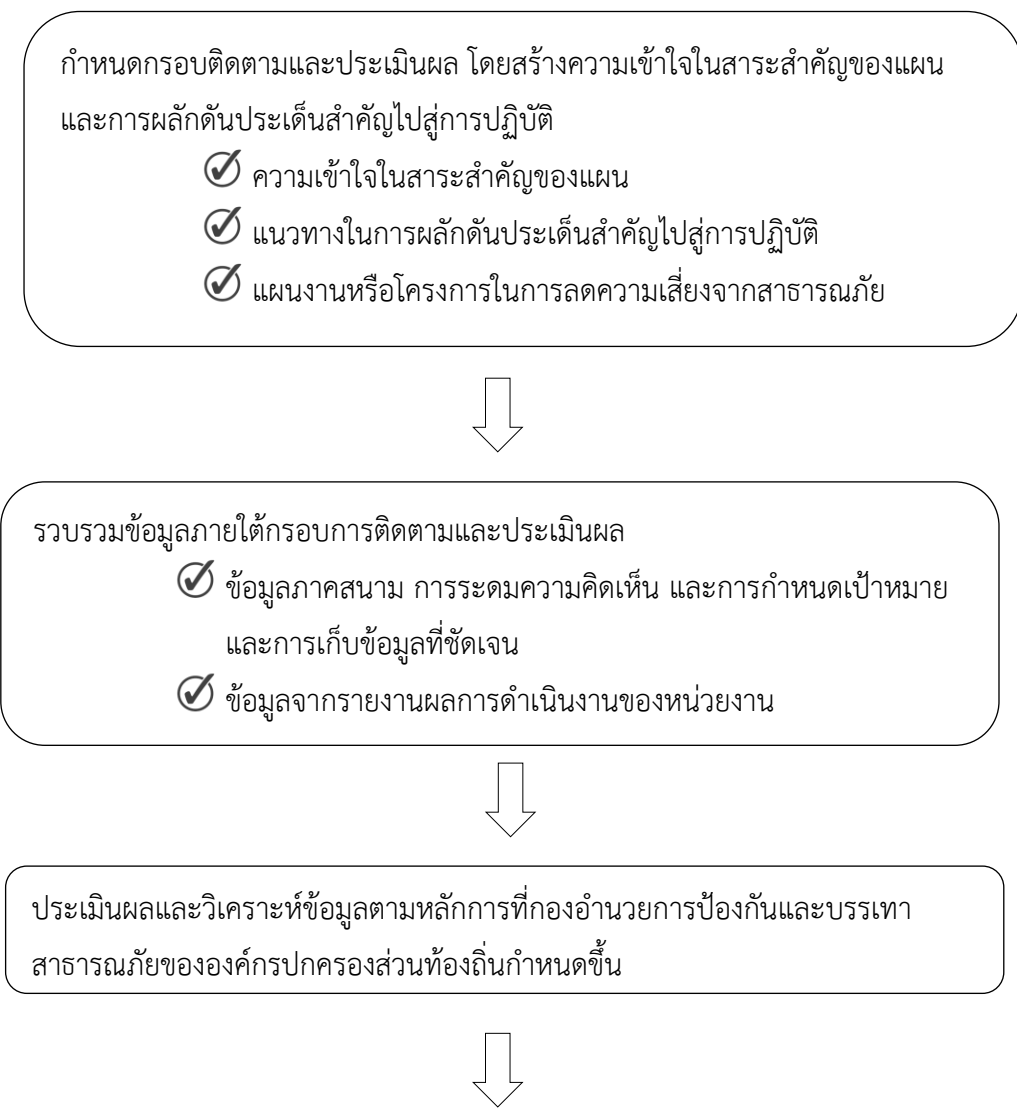 กำหนดกรอบติดตามและประเมินผล โดยสร้างความเข้าใจในสาระสำคัญของแผน
และการผลักดันประเด็นสำคัญไปสู่การปฏิบัติ
ความเข้าใจในสาระสำคัญของแผน
แนวทางในการผลักดันประเด็นสำคัญไปสู่การปฏิบัติ
แผนงานหรือโครงการในการลดความเสี่ยงจากสาธารณภัย
รวบรวมข้อมูลภายใต้กรอบการติดตามและประเมินผล
ข้อมูลภาคสนาม การระดมความคิดเห็น และการกำหนดเป้าหมาย
และการเก็บข้อมูลที่ชัดเจน
ข้อมูลจากรายงานผลการดำเนินงานของหน่วยงาน
ประเมินผลและวิเคราะห์ข้อมูลตามหลักการที่กองอำนวยการป้องกันและบรรเทา
สาธารณภัยขององค์กรปกครองส่วนท้องถิ่นกำหนดขึ้น